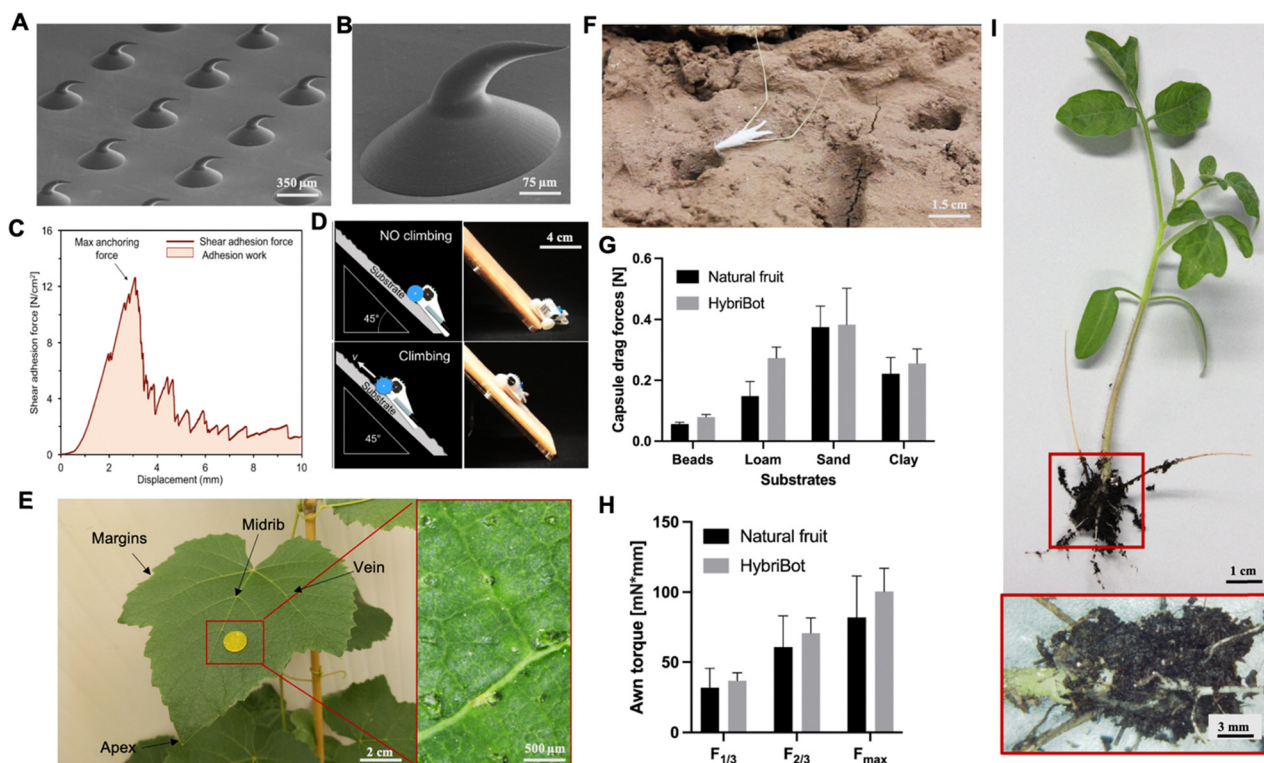 A
350 µm
B
75 µm
C
Shear adhesion force [N/cm²]
16
12
8
4
0
Max anchoring
force
Shear adhesion force
Adhesion work
0
2
4
6
8
10
Displacement (mm)
D
NO climbing
Substrate
45°
4 cm
Climbing
v
Substrate
45°
E
Margins
Midrib
Vein
Apex
2 cm
500 µm
F
1.5 cm
G
Capsule drag forces [N]
0.6
0.4
0.2
0.0
Natural fruit
HybriBot
Beads
Loam
Sand
Clay
Substrates
H
Awn torque [mN*mm]
150
100
50
0
Natural fruit
HybriBot
F1/3
F2/3
Fmax
I
1 cm
3 mm